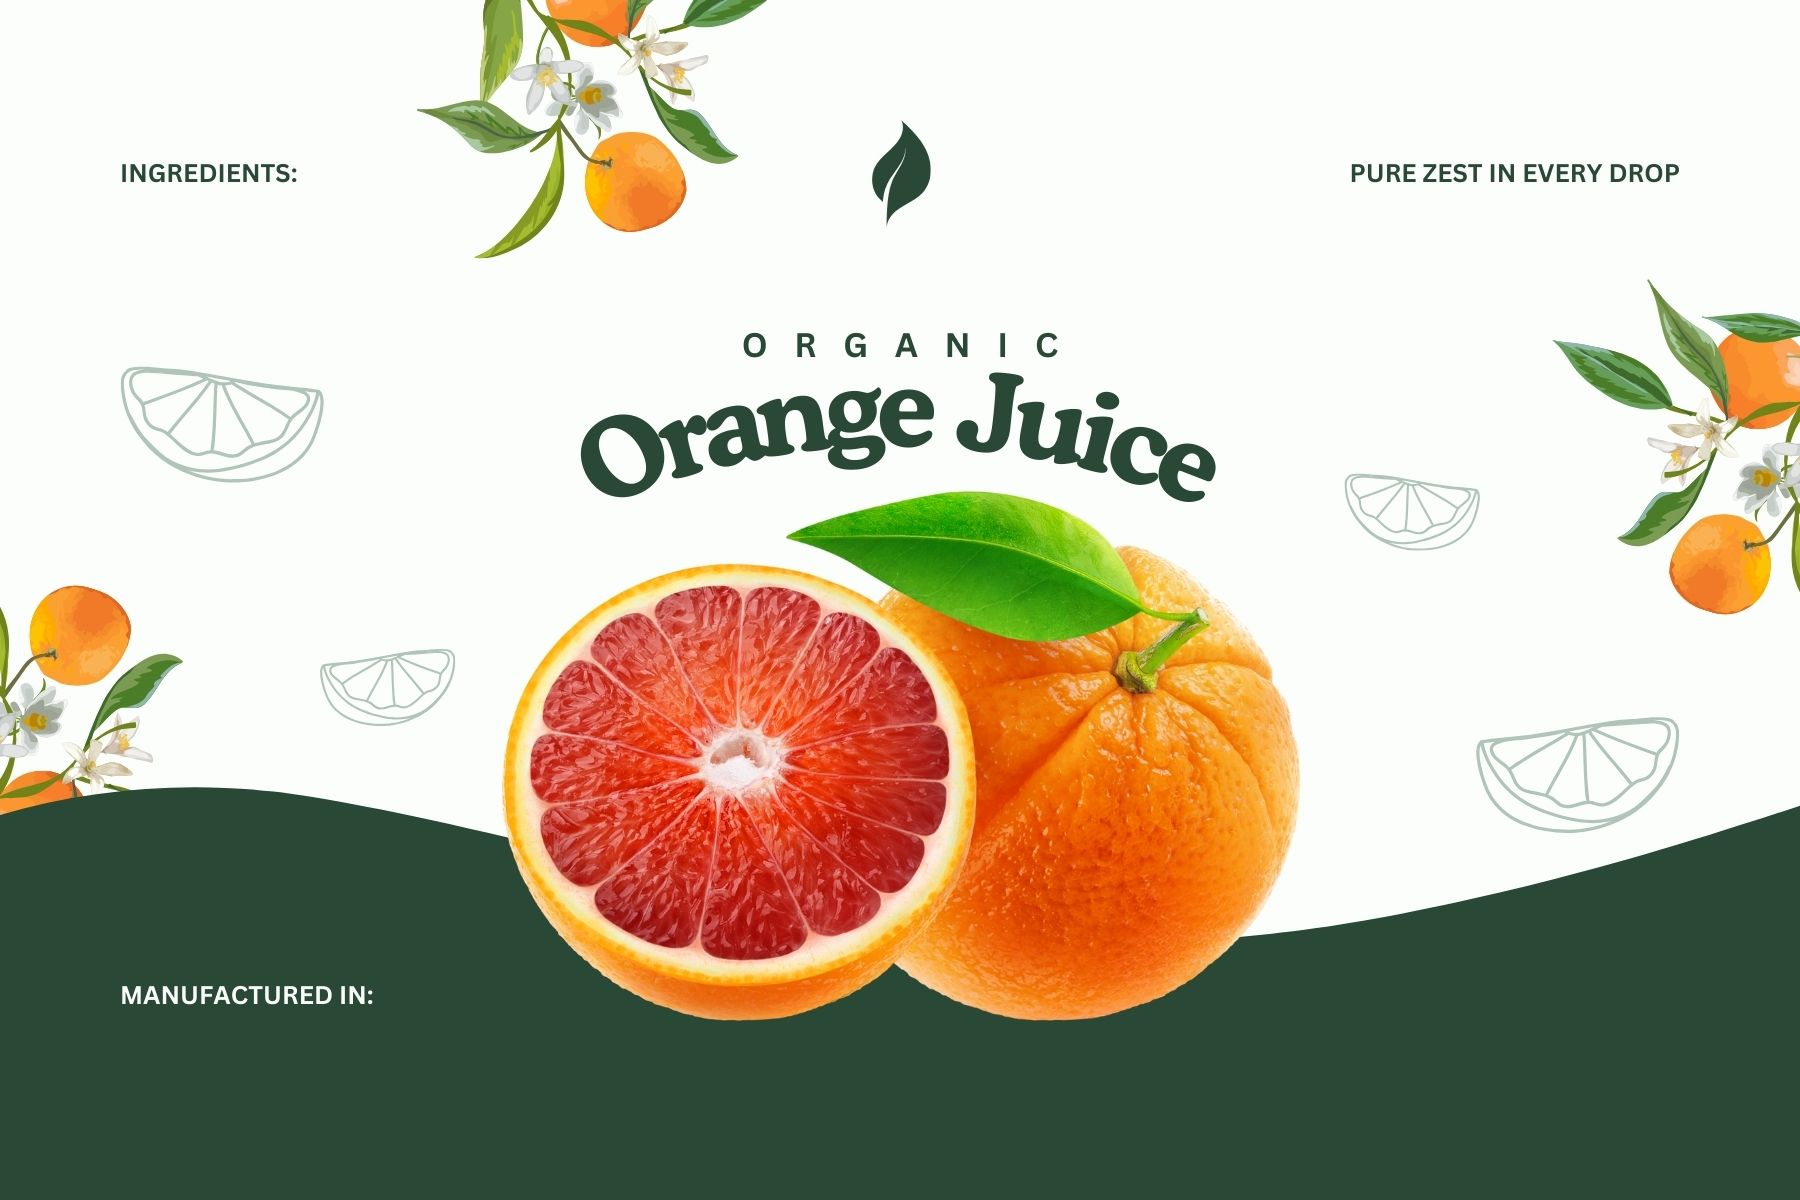 INGREDIENTS:
PURE ZEST IN EVERY DROP
ORGANIC
Orange Juice
MANUFACTURED IN: